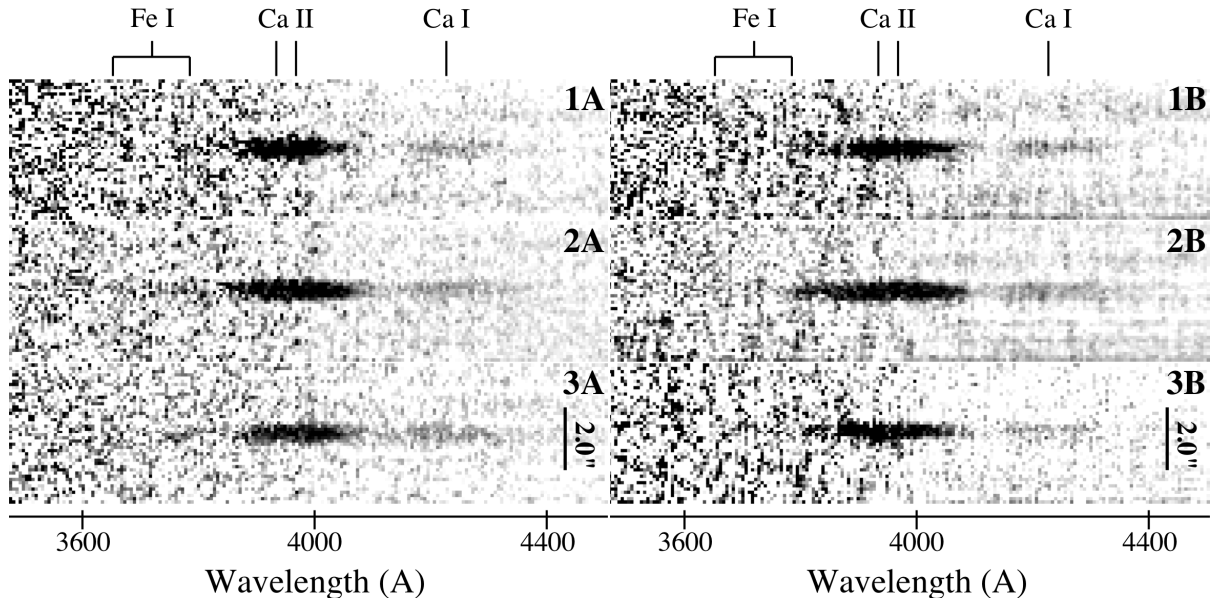 Fe I Ca II Ca I Fe I Ca II Ca I
1A 1B
2A 2B
3A 3B
2.0" 2.0"
3600 4000 4400 3600 4000 4400
Wavelength (A) Wavelength (A)